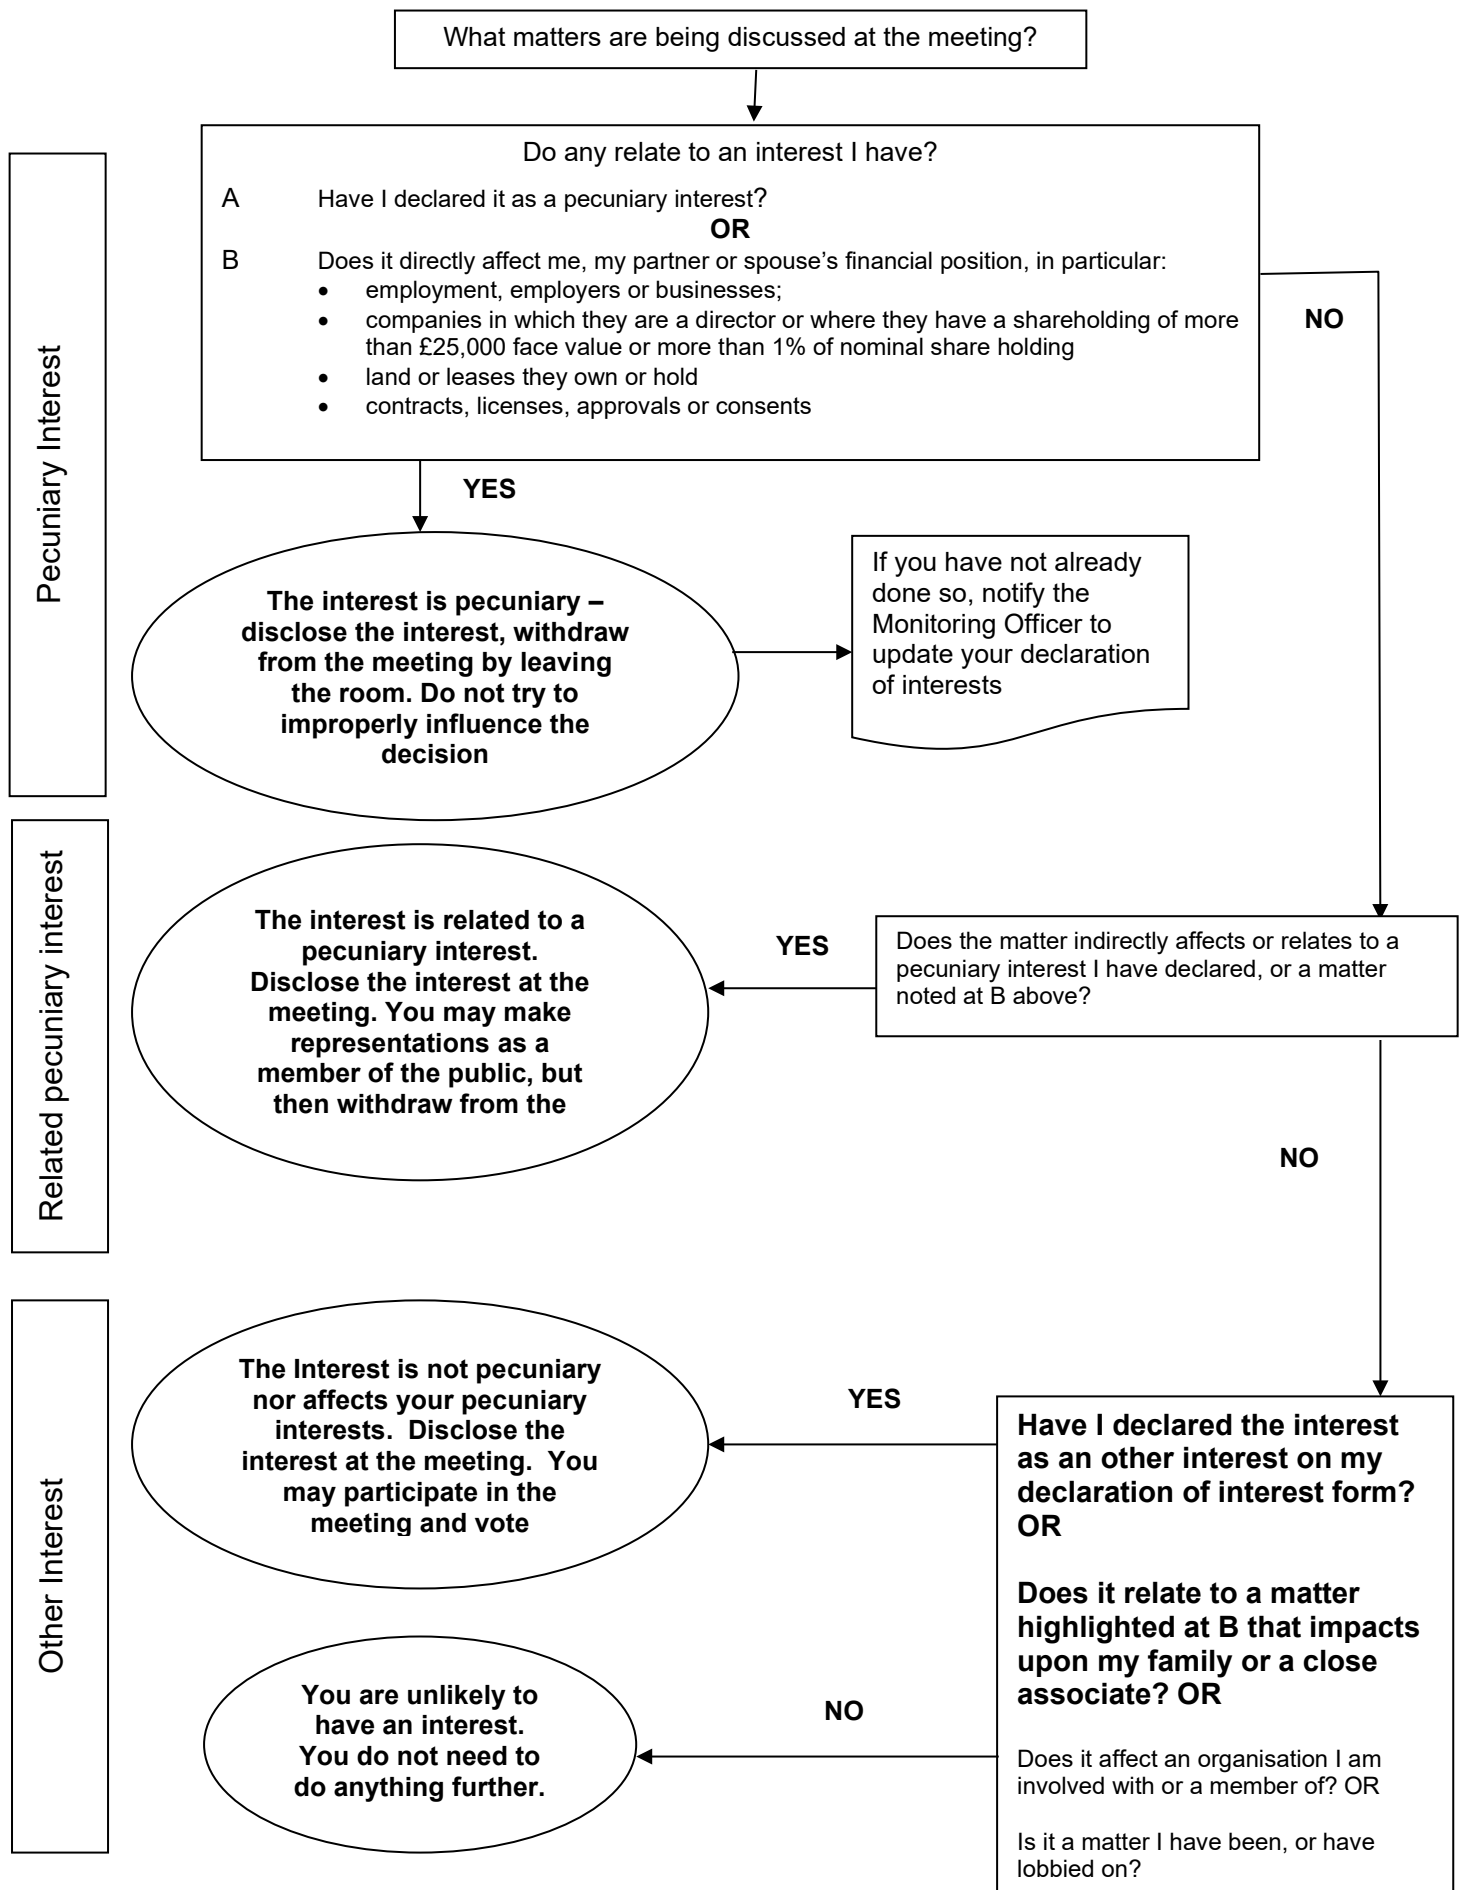 What matters are being discussed at the meeting?
Pecuniary Interest
Do any relate to an interest I have?
A Have I declared it as a pecuniary interest?
OR
B Does it directly affect me, my partner or spouse’s financial position, in particular:
• employment, employers or businesses;
• companies in which they are a director or where they have a shareholding of more
than £25,000 face value or more than 1% of nominal share holding
• land or leases they own or hold
• contracts, licenses, approvals or consents
NO
YES
The interest is pecuniary –
disclose the interest, withdraw
from the meeting by leaving
the room. Do not try to
improperly influence the
decision
If you have not already
done so, notify the
Monitoring Officer to
update your declaration
of interests
Related pecuniary interest
The interest is related to a
pecuniary interest.
Disclose the interest at the
meeting. You may make
representations as a
member of the public, but
then withdraw from the
YES
Does the matter indirectly affects or relates to a
pecuniary interest I have declared, or a matter
noted at B above?
NO
Other Interest
The Interest is not pecuniary
nor affects your pecuniary
interests. Disclose the
interest at the meeting. You
may participate in the
meeting and vote
YES
Have I declared the interest
as an other interest on my
declaration of interest form?
OR
Does it relate to a matter
highlighted at B that impacts
upon my family or a close
associate? OR
Does it affect an organisation I am
involved with or a member of? OR
Is it a matter I have been, or have
lobbied on?
NO
You are unlikely to
have an interest.
You do not need to
do anything further.